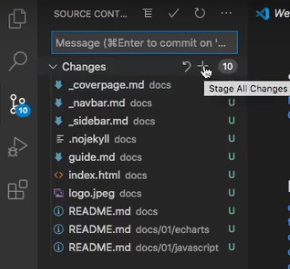 SOURCE CONT...
We
Message (⌘Enter to commit on '...
Changes
10
Stage All Changes
_coverpage.md docs U
_navbar.md docs U
_sidebar.md docs U
.nojekyll docs U
guide.md docs U
index.html docs U
logo.jpeg docs U
README.md docs U
README.md docs/01/echarts U
README.md docs/01/javascript U
10